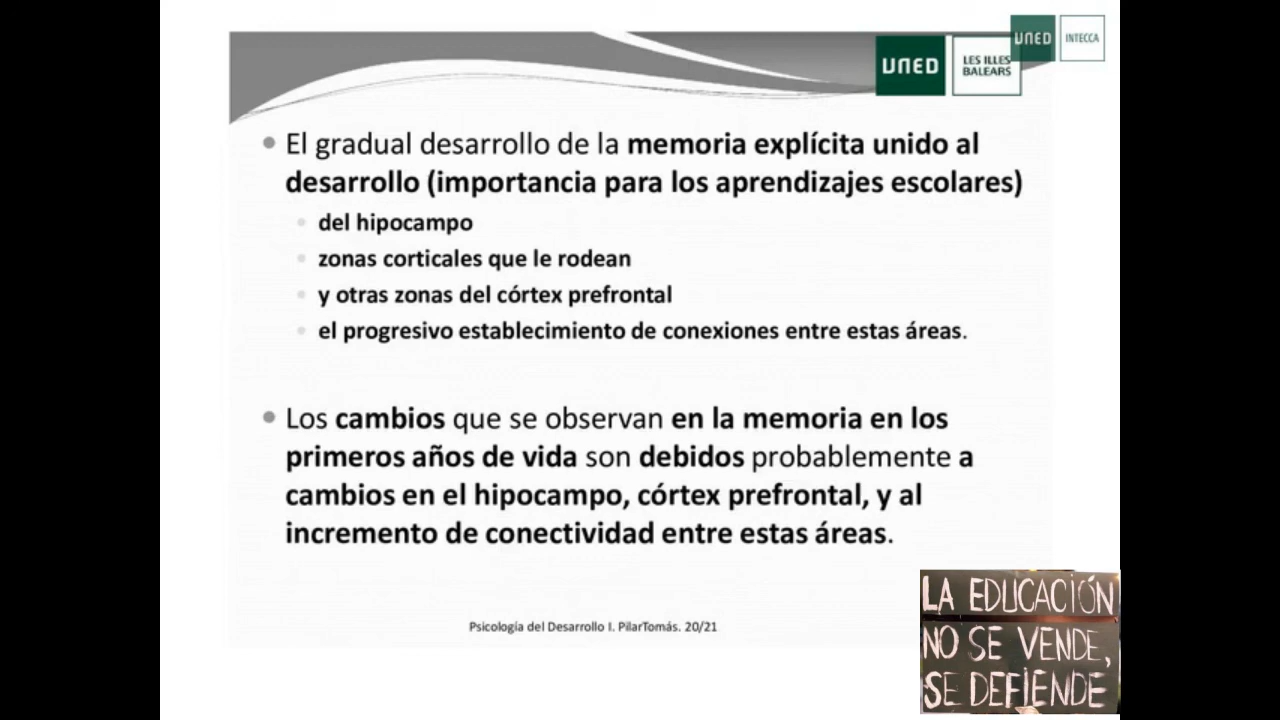 UNED
INTECCA
UNED
LES ILLES
BALEARS
El gradual desarrollo de la memoria explícita unido al
desarrollo (importancia para los aprendizajes escolares)
del hipocampo
zonas corticales que le rodean
y otras zonas del córtex prefrontal
el progresivo establecimiento de conexiones entre estas áreas.
Los cambios que se observan en la memoria en los
primeros años de vida son debidos probablemente a
cambios en el hipocampo, córtex prefrontal, y al
incremento de conectividad entre estas áreas.
Psicología del Desarrollo I. PilarTomás. 20/21
LA EDUCACIÓN
NO SE VENDE,
SE DEFIENDE